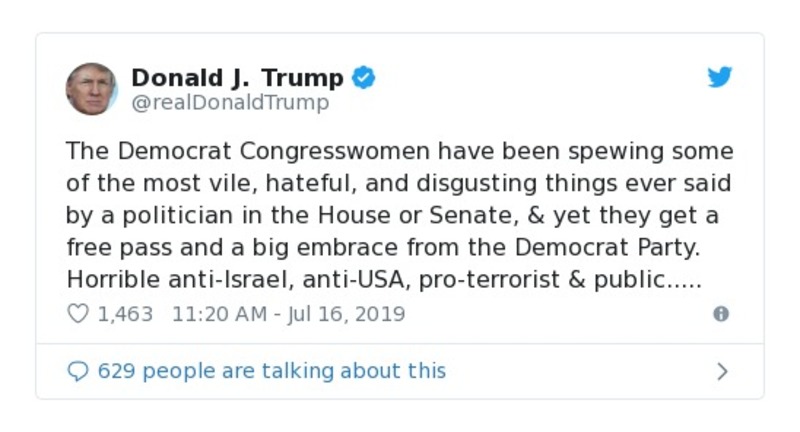 Donald J. Trump
@realDonaldTrump
The Democrat Congresswomen have been spewing some
of the most vile, hateful, and disgusting things ever said
by a politician in the House or Senate, & yet they get a
free pass and a big embrace from the Democrat Party.
Horrible anti-Israel, anti-USA, pro-terrorist & public.....
1,463 11:20 AM - Jul 16, 2019
629 people are talking about this